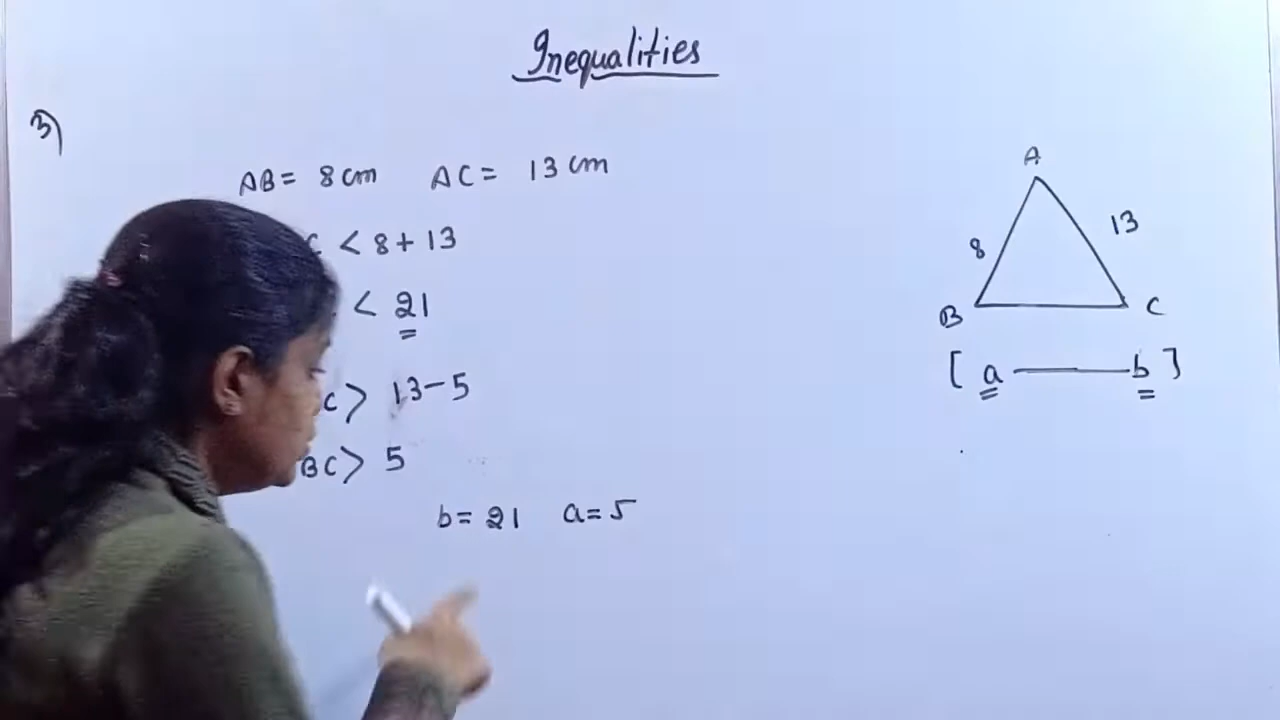 Inequalities
3)
AB = 8 cm AC = 13 cm
C < 8 + 13
< 21
C > 13 - 5
BC > 5
b = 21 a = 5
A
8 13
B C
[ a — b ]